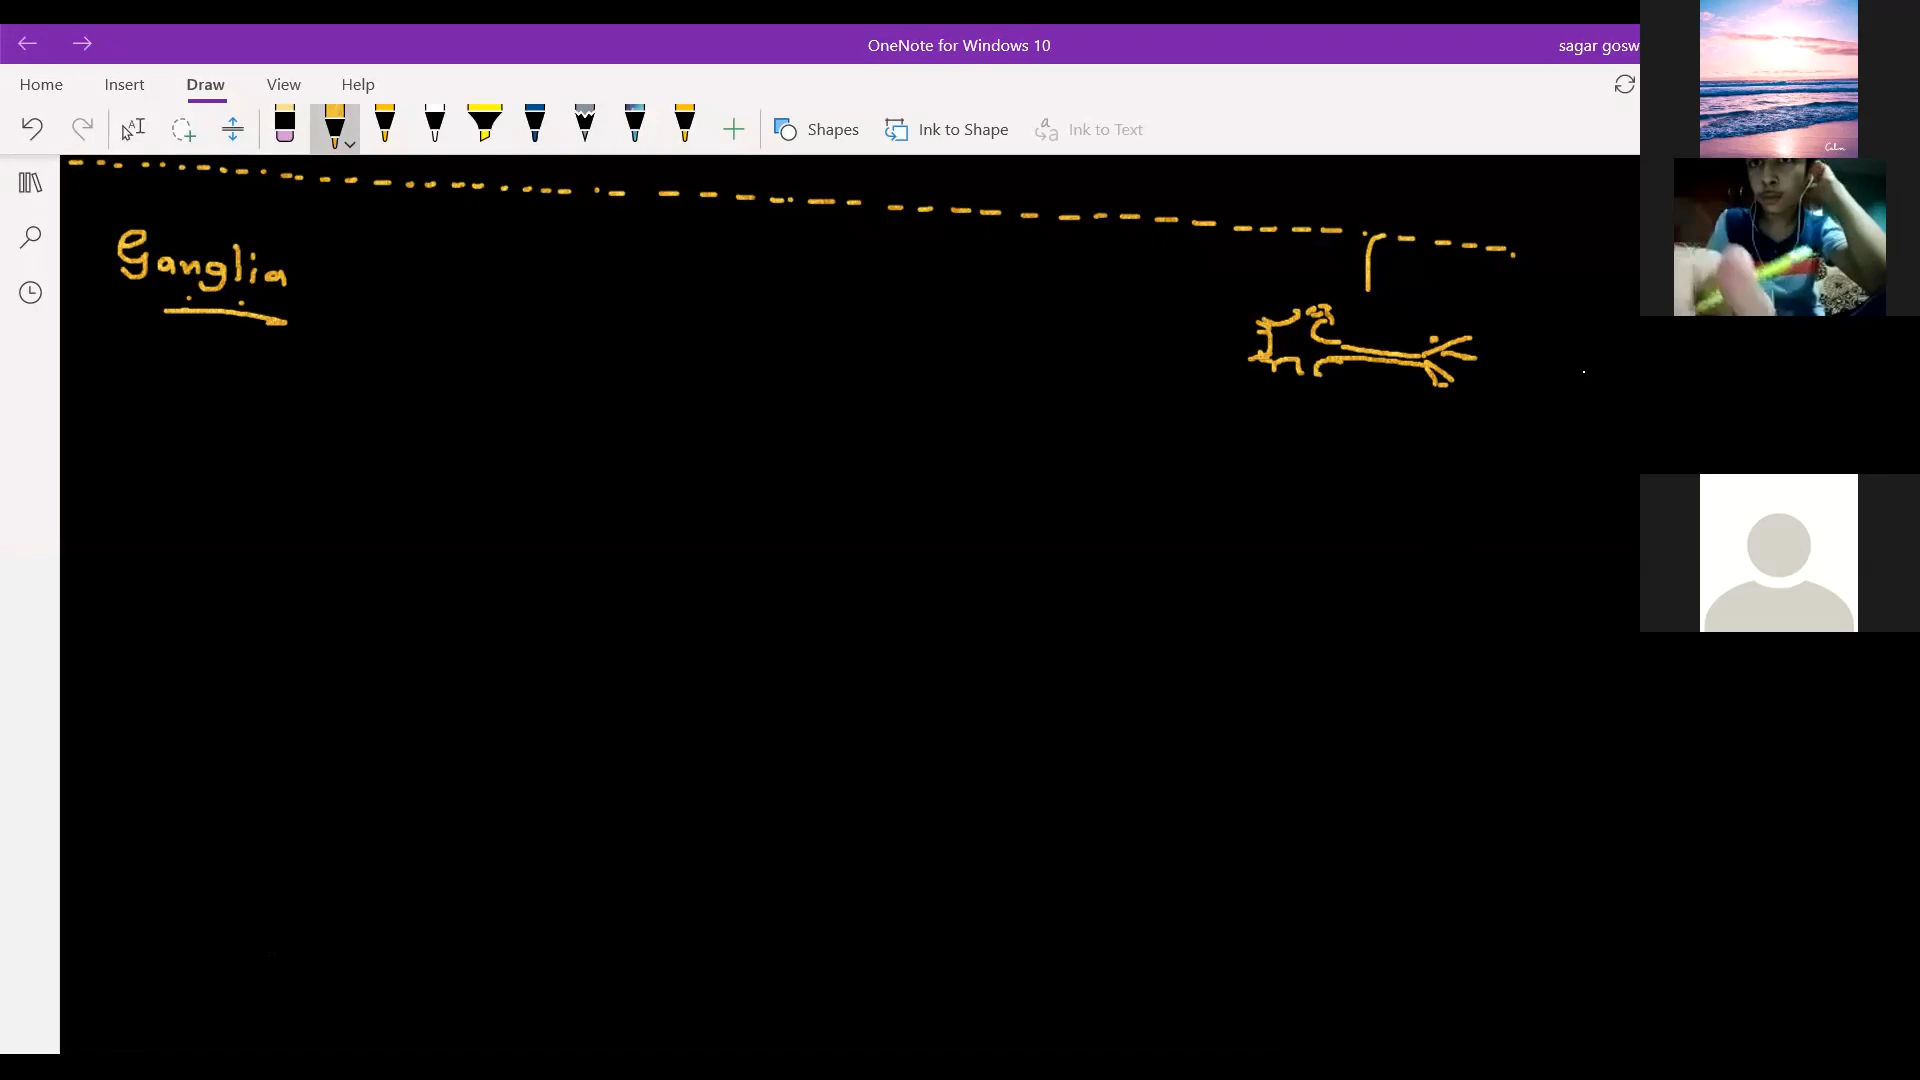 OneNote for Windows 10
sagar gosw
Home Insert Draw View Help
Shapes Ink to Shape Ink to Text
Ganglia
Calm